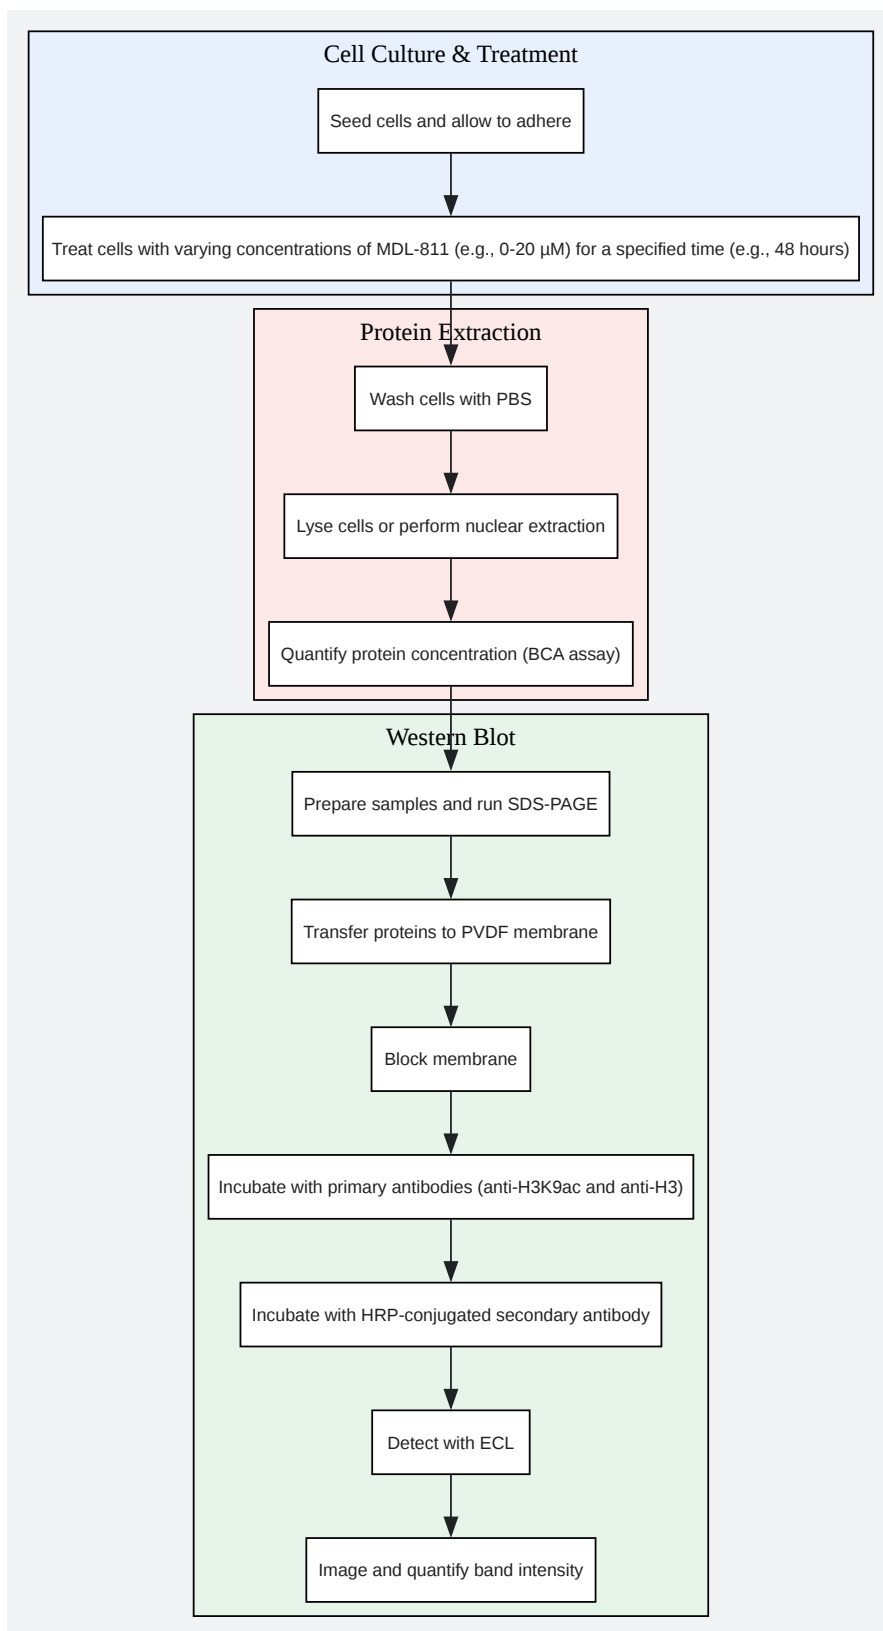 Cell Culture & Treatment
Seed cells and allow to adhere
Treat cells with varying concentrations of MDL-811 (e.g., 0-20 µM) for a specified time (e.g., 48 hours)
Protein Extraction
Wash cells with PBS
Lyse cells or perform nuclear extraction
Quantify protein concentration (BCA assay)
Western Blot
Prepare samples and run SDS-PAGE
Transfer proteins to PVDF membrane
Block membrane
Incubate with primary antibodies (anti-H3K9ac and anti-H3)
Incubate with HRP-conjugated secondary antibody
Detect with ECL
Image and quantify band intensity